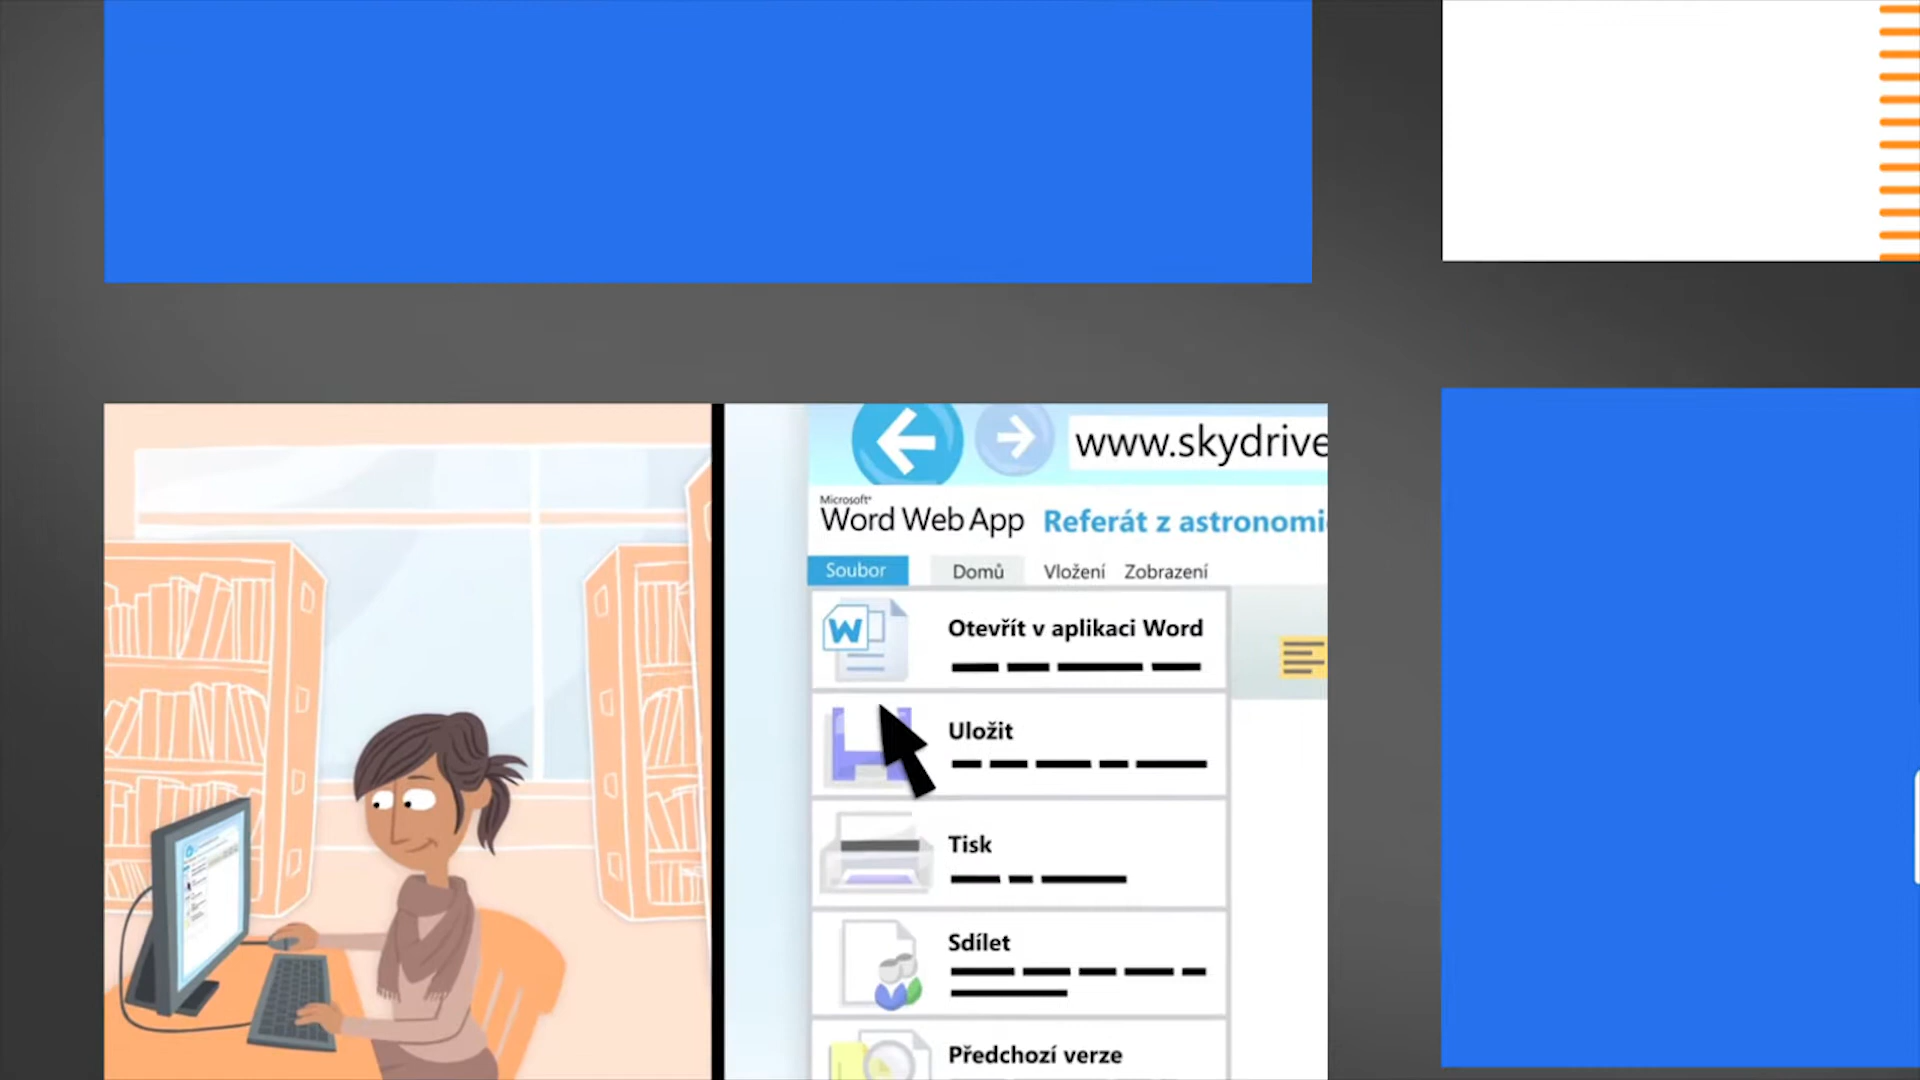 www.skydrive
Microsoft®
Word Web App Referát z astronomi
Soubor Domů Vložení Zobrazení
Otevřít v aplikaci Word
Uložit
Tisk
Sdílet
Předchozí verze